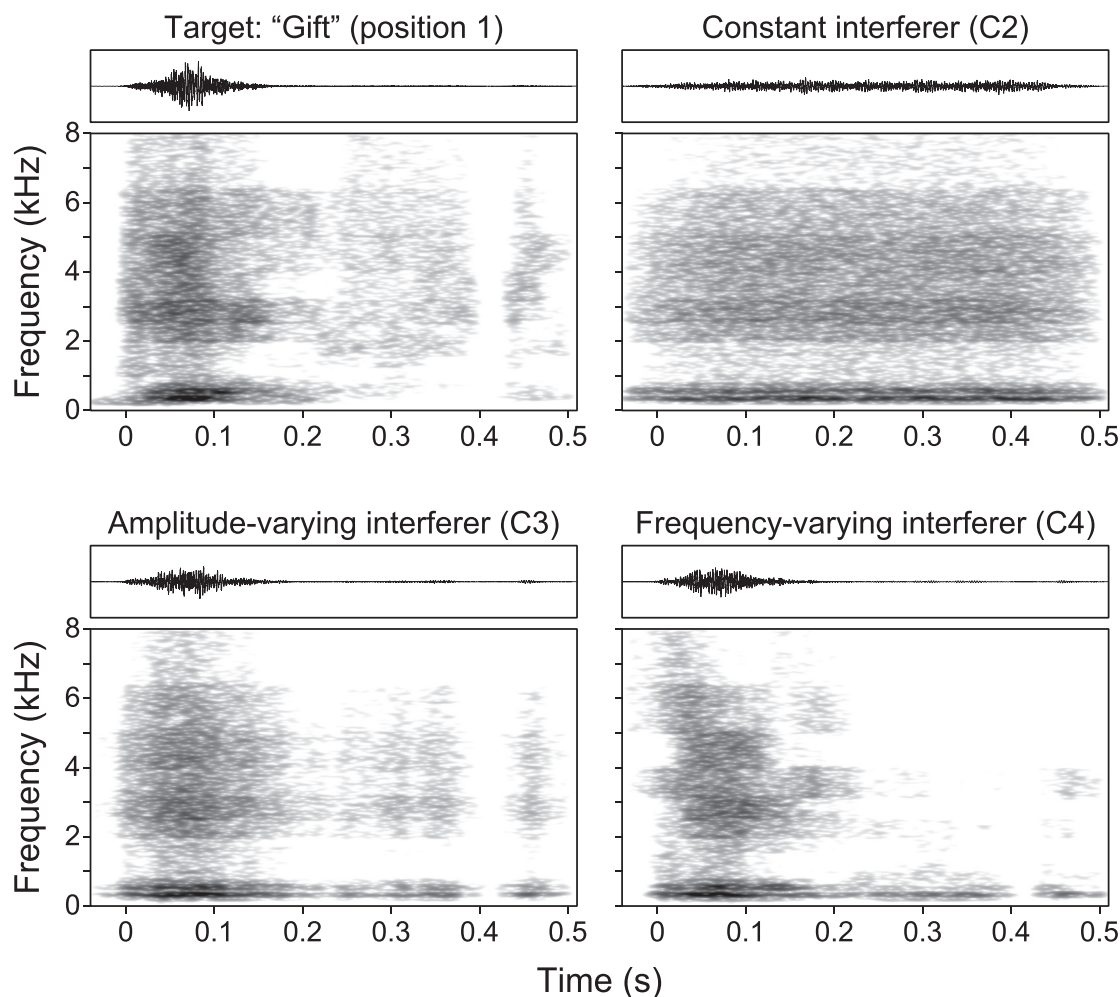 Target: “Gift” (position 1)
Constant interferer (C2)
Frequency (kHz)
8
6
4
2
0
0 0.1 0.2 0.3 0.4 0.5
0 0.1 0.2 0.3 0.4 0.5
Amplitude-varying interferer (C3)
Frequency-varying interferer (C4)
Frequency (kHz)
8
6
4
2
0
0 0.1 0.2 0.3 0.4 0.5
0 0.1 0.2 0.3 0.4 0.5
Time (s)